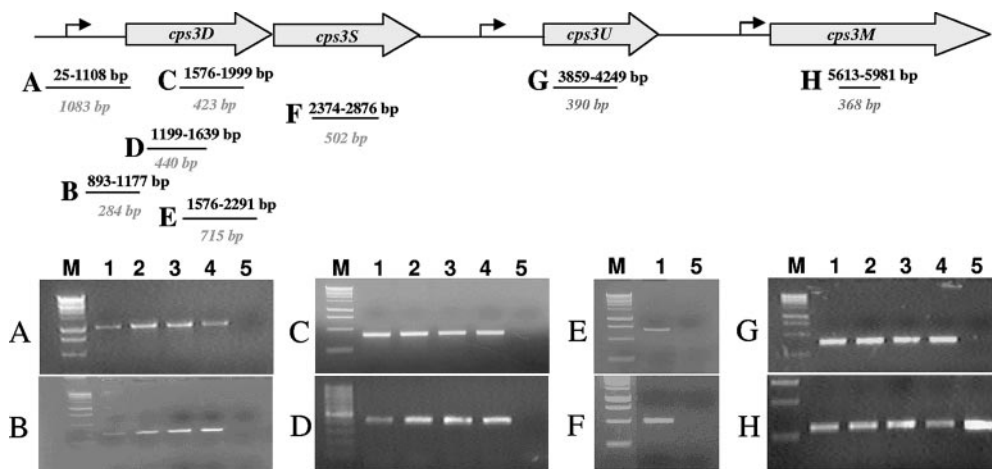 cps3D cps3S cps3U cps3M
A 25-1108 bp C 1576-1999 bp G 3859-4249 bp H 5613-5981 bp
1083 bp 423 bp 390 bp 368 bp
F 2374-2876 bp
502 bp
D 1199-1639 bp
440 bp
B 893-1177 bp
284 bp
E 1576-2291 bp
715 bp
M 1 2 3 4 5 M 1 2 3 4 5 M 1 5 M 1 2 3 4 5
A C E G
B D F H